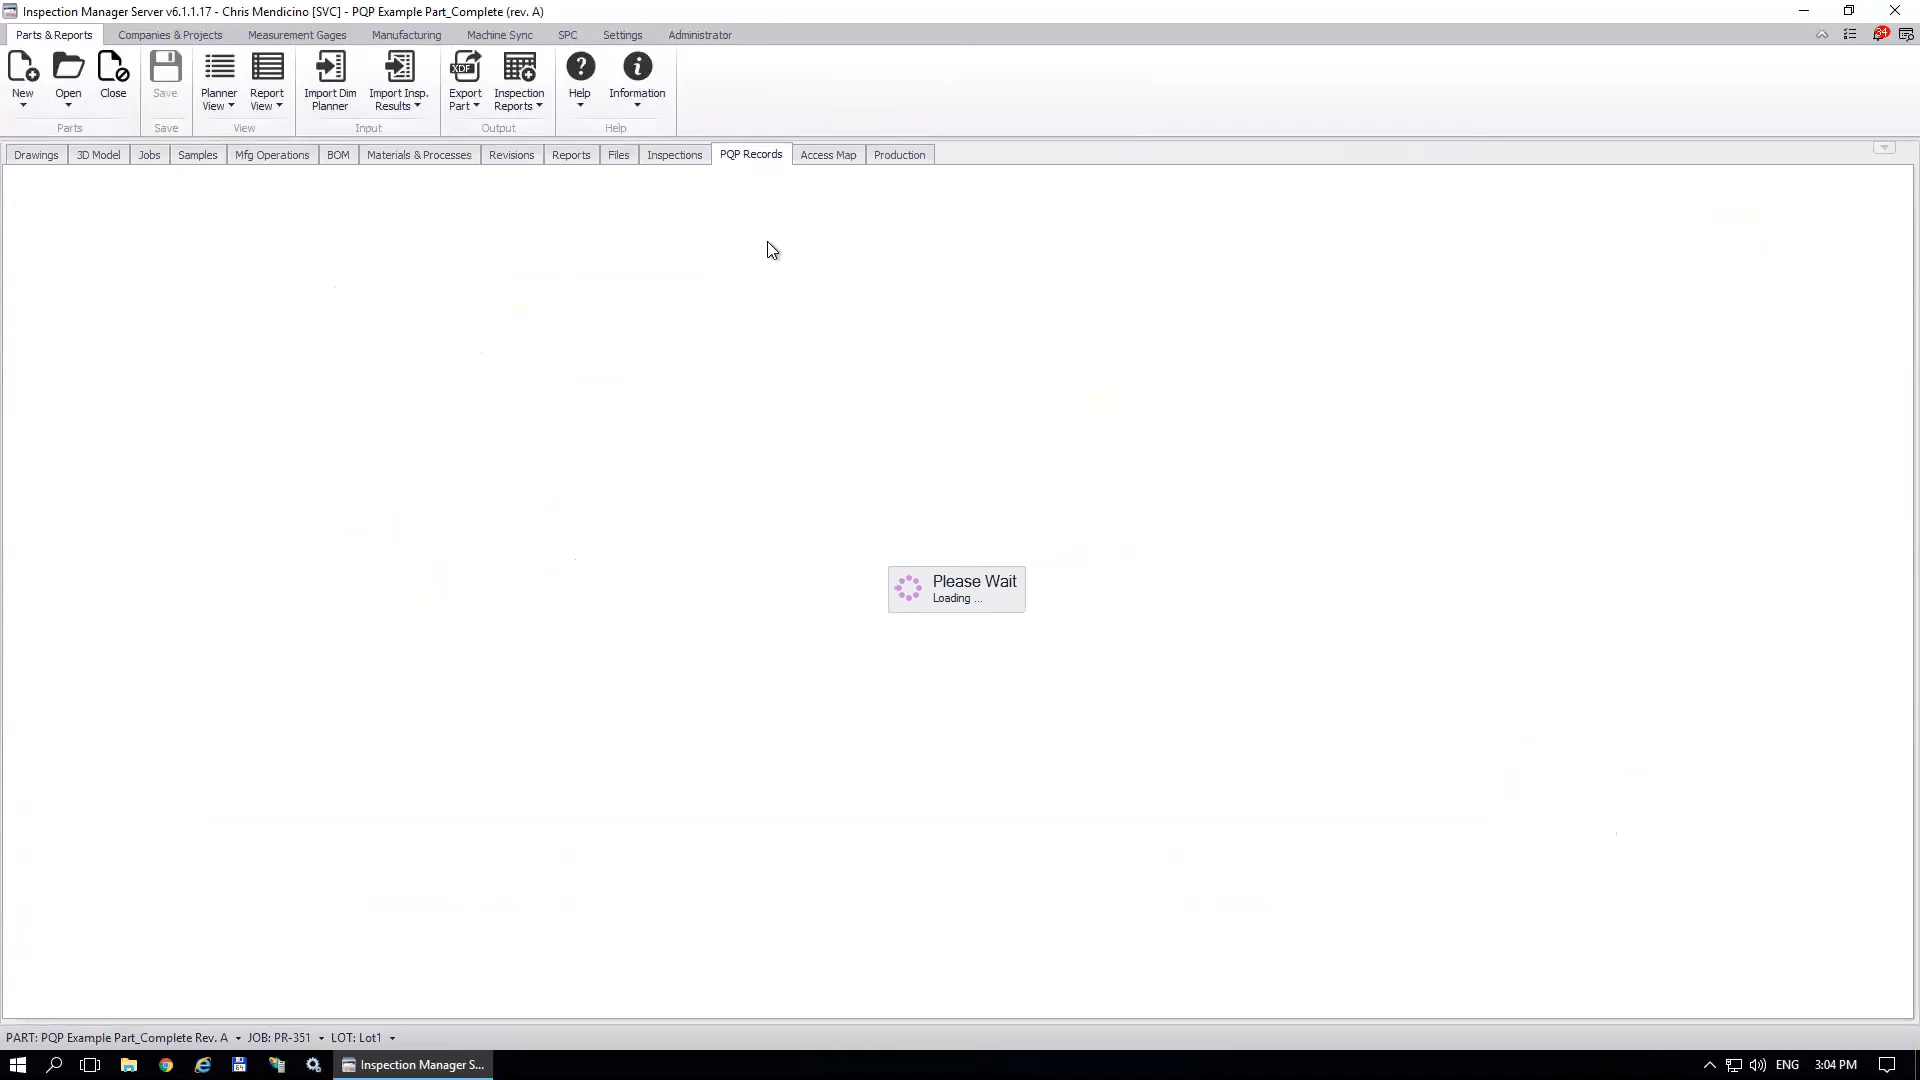 Inspection Manager Server v6.1.1.17 - Chris Mendicino [SVC] - PQP Example Part_Complete (rev. A)
Parts & Reports Companies & Projects Measurement Gages Manufacturing Machine Sync SPC Settings Administrator 34
New Open Close Save Planner View Report View Import Dim Planner Import Insp. Results Export Part Inspection Reports Help Information
XDF
Parts Save View Input Output Help
Drawings 3D Model Jobs Samples Mfg Operations BOM Materials & Processes Revisions Reports Files Inspections PQP Records Access Map Production
Please Wait
Loading ...
PART: PQP Example Part_Complete Rev. A JOB: PR-351 LOT: Lot1
Inspection Manager S... ENG 3:04 PM